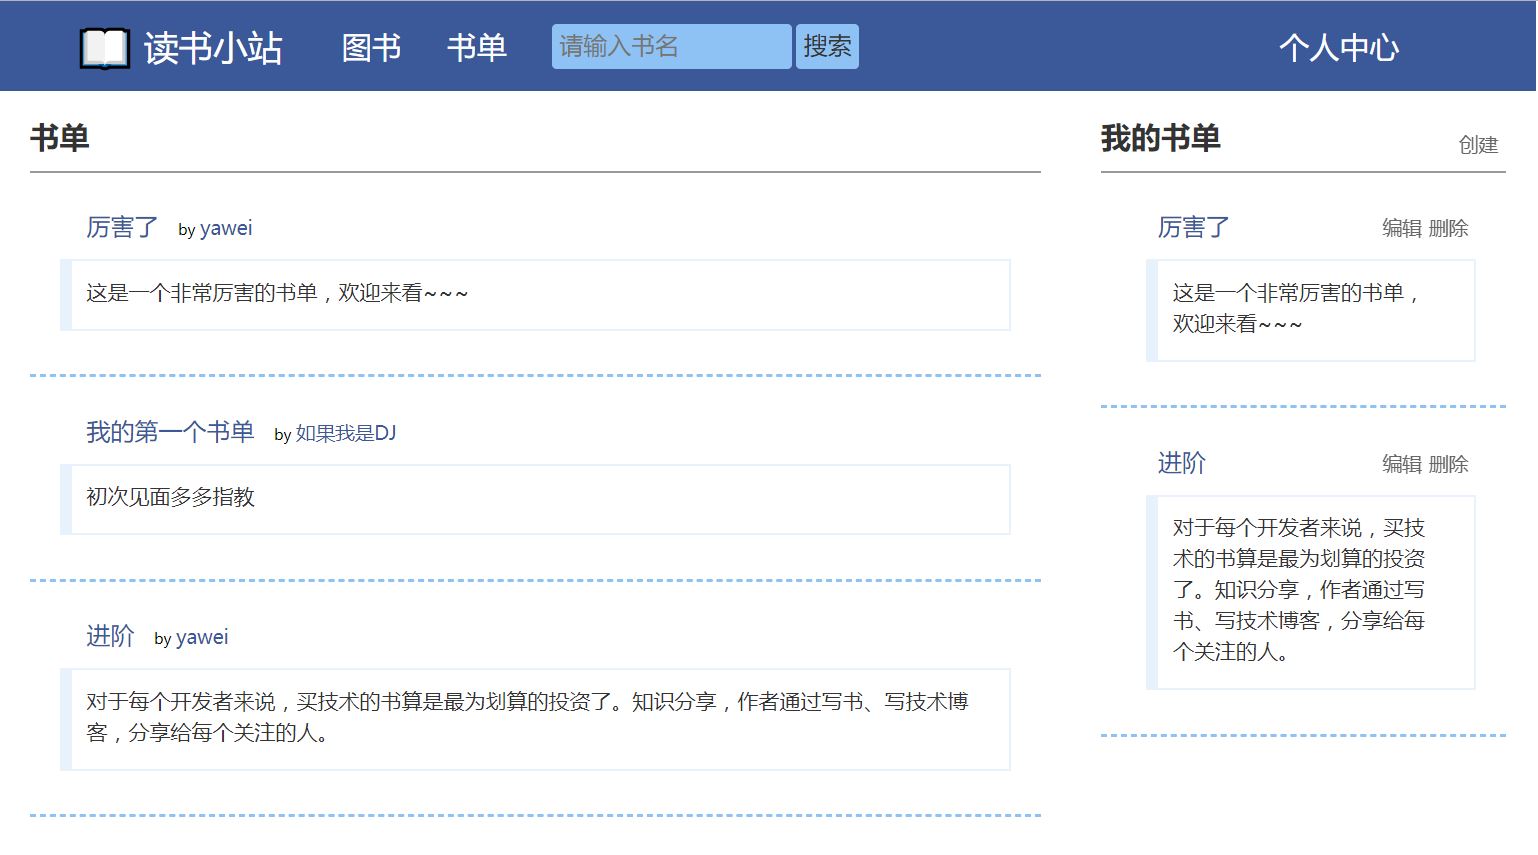 读书小站 图书 书单 请输入书名 搜索 个人中心
书单
厉害了 by yawei
这是一个非常厉害的书单，欢迎来看~~~
我的第一个书单 by 如果我是DJ
初次见面多多指教
进阶 by yawei
对于每个开发者来说，买技术的书算是最为划算的投资了。知识分享，作者通过写书、写技术博
客，分享给每个关注的人。
我的书单 创建
厉害了 编辑 删除
这是一个非常厉害的书单，
欢迎来看~~~
进阶 编辑 删除
对于每个开发者来说，买技
术的书算是最为划算的投资
了。知识分享，作者通过写
书、写技术博客，分享给每
个关注的人。